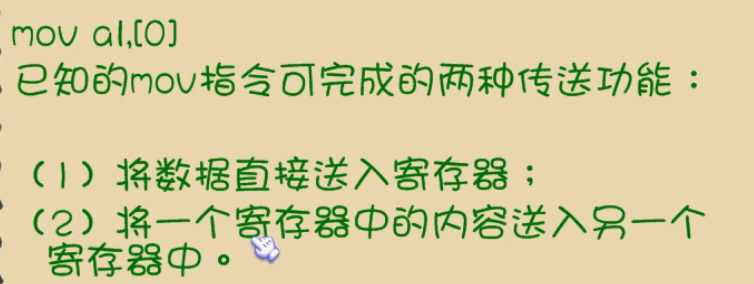 mov al,[0]
已知的mov指令可完成的两种传送功能：
（1）将数据直接送入寄存器；
（2）将一个寄存器中的内容送入另一个
寄存器中。